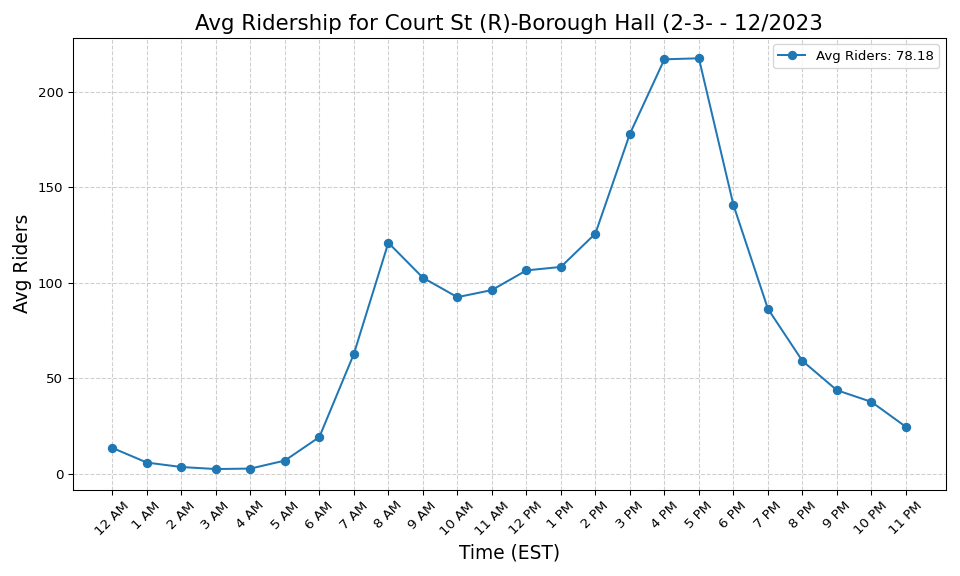 Avg Ridership for Court St (R)-Borough Hall (2-3- - 12/2023
Avg Riders: 78.18
Avg Riders
200
150
100
50
0
12 AM
1 AM
2 AM
3 AM
4 AM
5 AM
6 AM
7 AM
8 AM
9 AM
10 AM
11 AM
12 PM
1 PM
2 PM
3 PM
4 PM
5 PM
6 PM
7 PM
8 PM
9 PM
10 PM
11 PM
Time (EST)